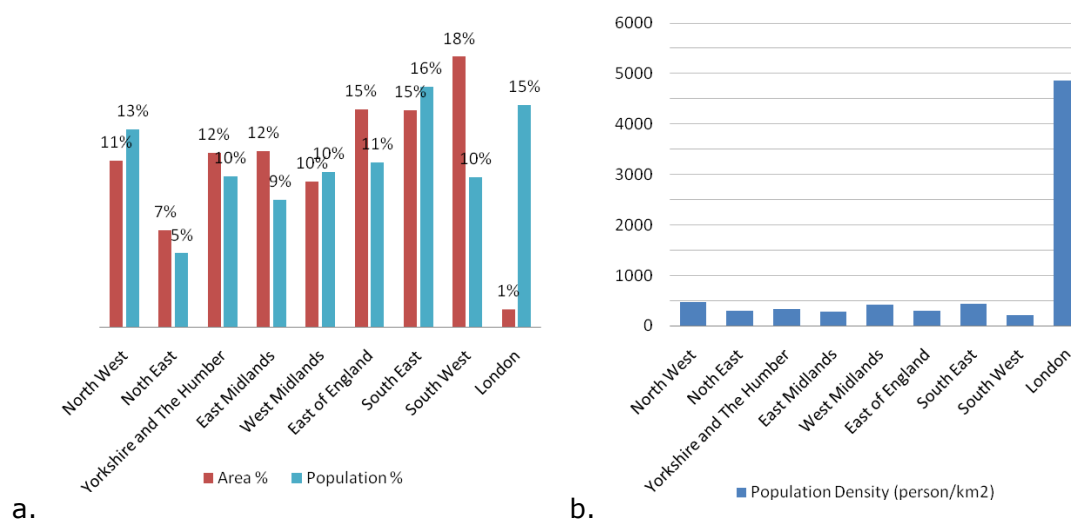 18%
16%
15%
15%
15%
13%
12%
12%
11%
11%
10%
10%
10%
10%
9%
7%
5%
1%
North West
Noth East
Yorkshire and The Humber
East Midlands
West Midlands
East of England
South East
South West
London
Area %
Population %
a.
6000
5000
4000
3000
2000
1000
0
North West
Noth East
Yorkshire and The Humber
East Midlands
West Midlands
East of England
South East
South West
London
Population Density (person/km2)
b.